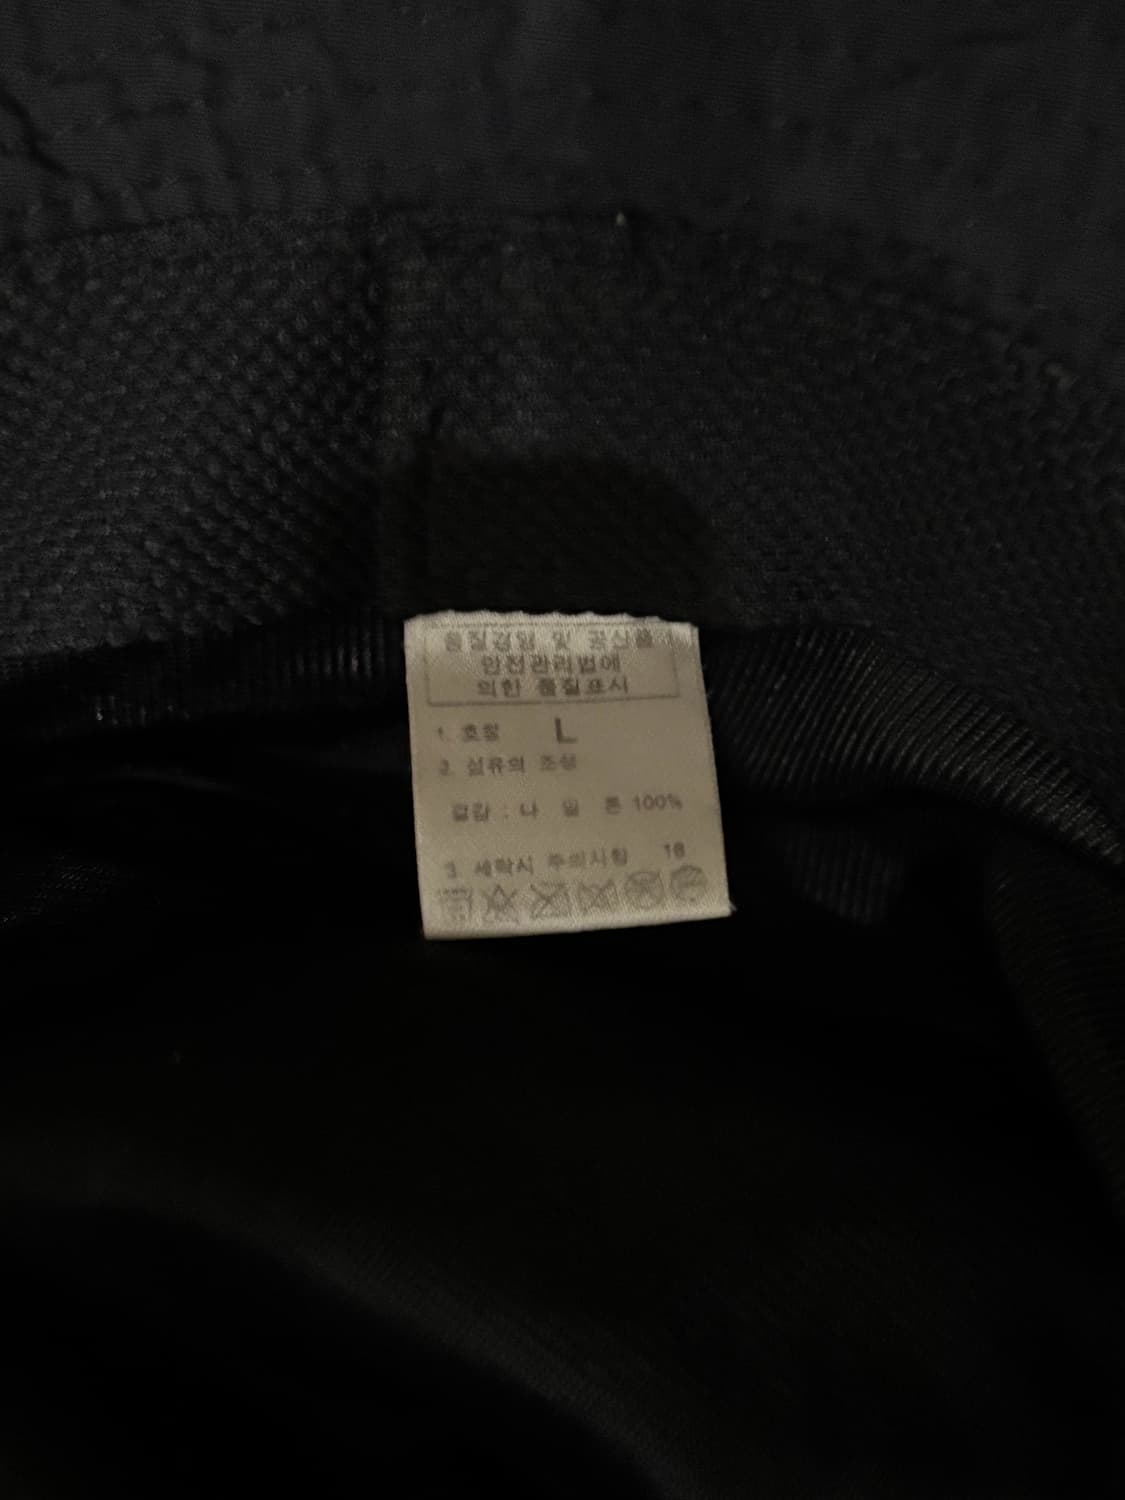 품질경영 및 공산품
안전관리법에
의한 품질표시
1. 호칭 L
2. 섬유의 조성
겉감 : 나 일 론 100%
3. 세탁시 주의사항 16